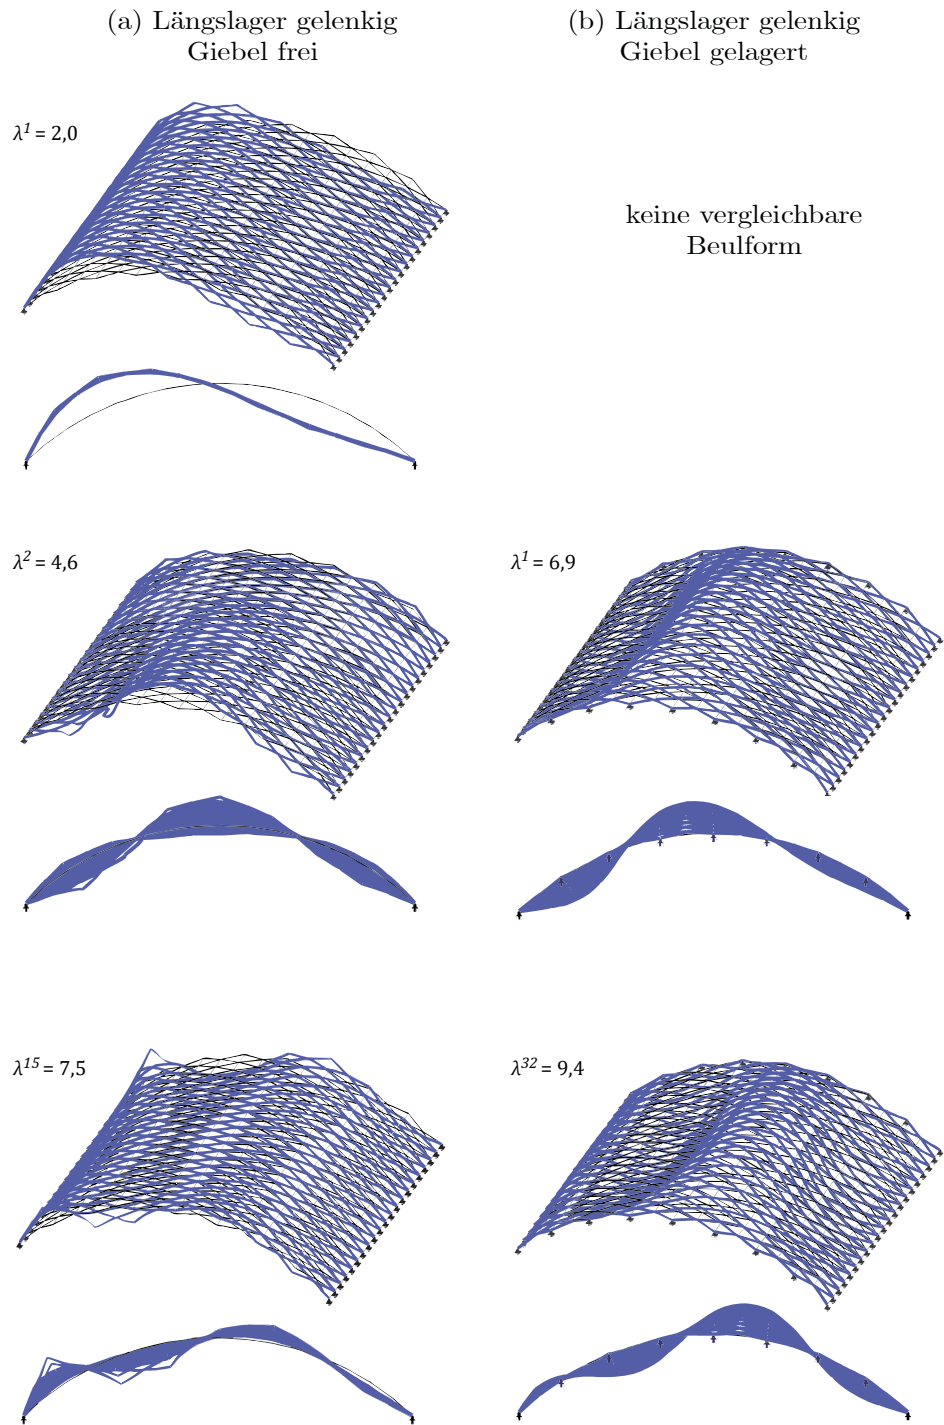 (a) Längslager gelenkig
Giebel frei
(b) Längslager gelenkig
Giebel gelagert
λ¹ = 2,0
keine vergleichbare
Beulform
λ² = 4,6
λ¹ = 6,9
λ¹⁵ = 7,5
λ³² = 9,4